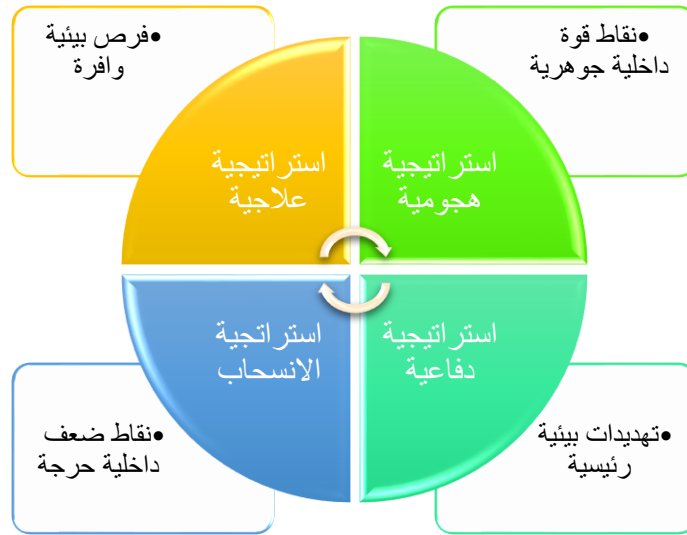 •نقاط قوة
داخلية جوهرية
•فرص بيئية
وافرة
استراتيجية
هجومية
استراتيجية
علاجية
استراتيجية
دفاعية
استراتجية
الانسحاب
•تهديدات بيئية
رئيسية
•نقاط ضعف
داخلية حرجة